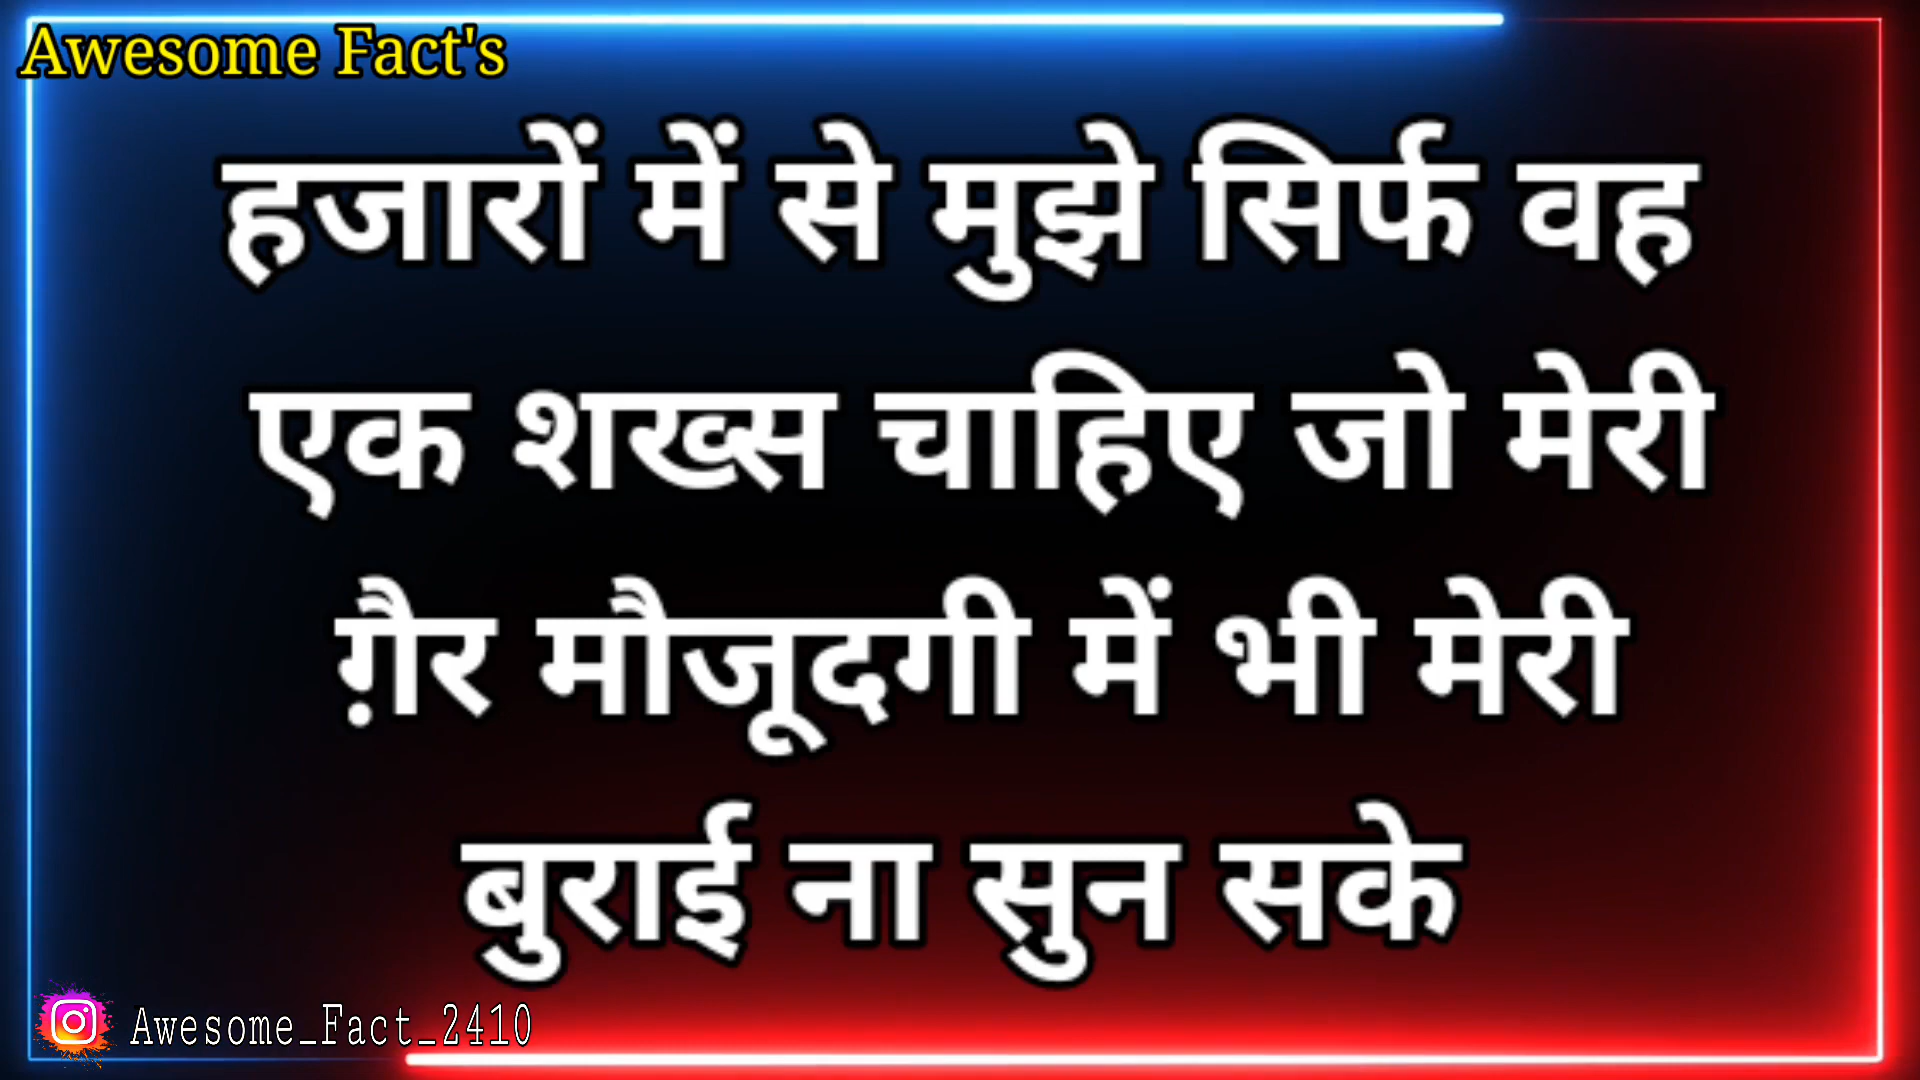 Awesome Fact's
हजारों में से मुझे सिर्फ वह
एक शख्स चाहिए जो मेरी
ग़ैर मौजूदगी में भी मेरी
बुराई ना सुन सके
Awesome_Fact_2410